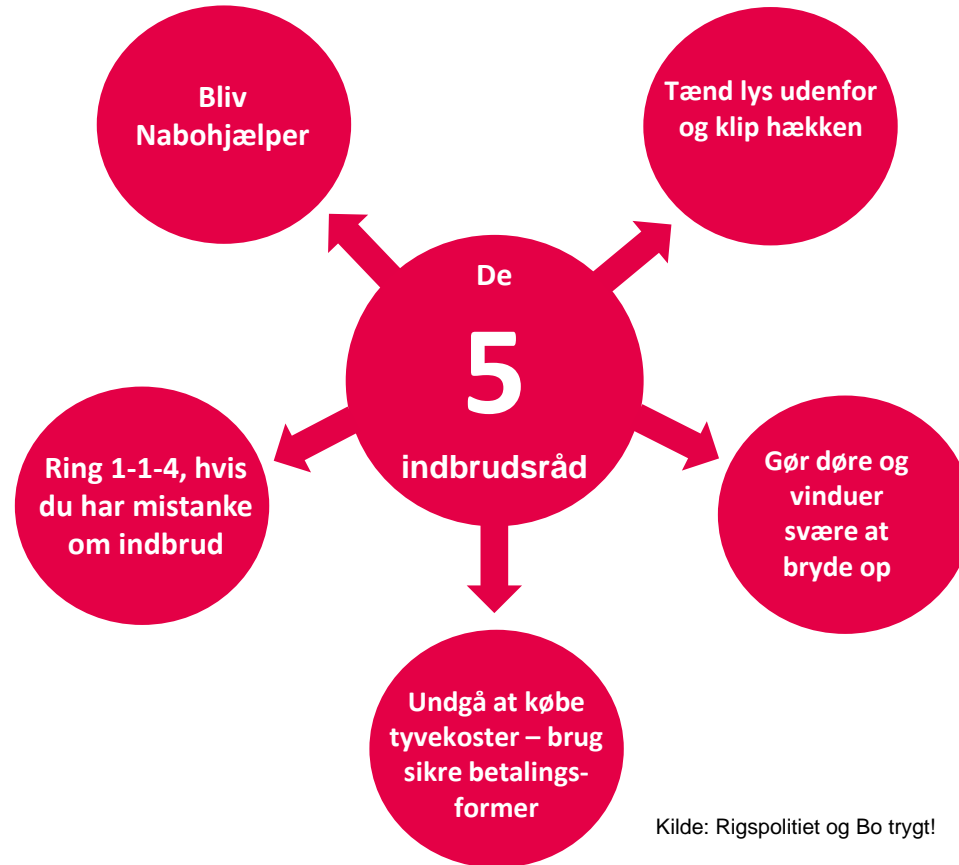 Bliv
Nabohjælper
Tænd lys udenfor
og klip hækken
De
5
indbrudsråd
Ring 1-1-4, hvis
du har mistanke
om indbrud
Gør døre og
vinduer
svære at
bryde op
Undgå at købe
tyvekoster – brug
sikre betalings-
former
Kilde: Rigspolitiet og Bo trygt!